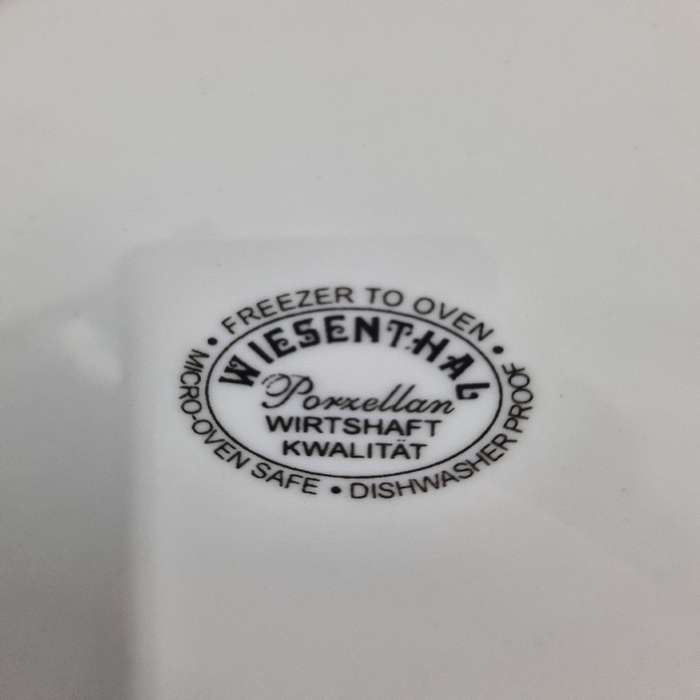 • FREEZER TO OVEN •
WIESENTHAL
Porzellan
WIRTSHAFT
KWALITÄT
MICRO-OVEN SAFE • DISHWASHER PROOF